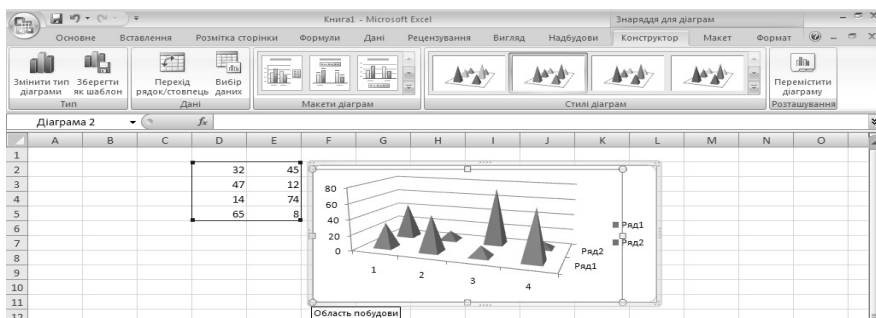 Книга1 - Microsoft Excel
Знаряддя для діаграм
Основне Вставлення Розмітка сторінки Формули Дані Рецензування Вигляд Надбудови Конструктор Макет Формат
Змінити тип діаграми
Зберегти як шаблон
Перехід рядок/стовпець
Вибір даних
Перемістити діаграму
Тип Дані Макети діаграм Стилі діаграм Розташування
Діаграма 2 fx
A B C D E F G H I J K L M N O
1
2 32 45
3 47 12
4 14 74
5 65 8
6
7
8
9
10
11
12
80
60
40
20
0
1 2 3 4
Ряд2
Ряд1
Ряд1
Ряд2
Область побудови